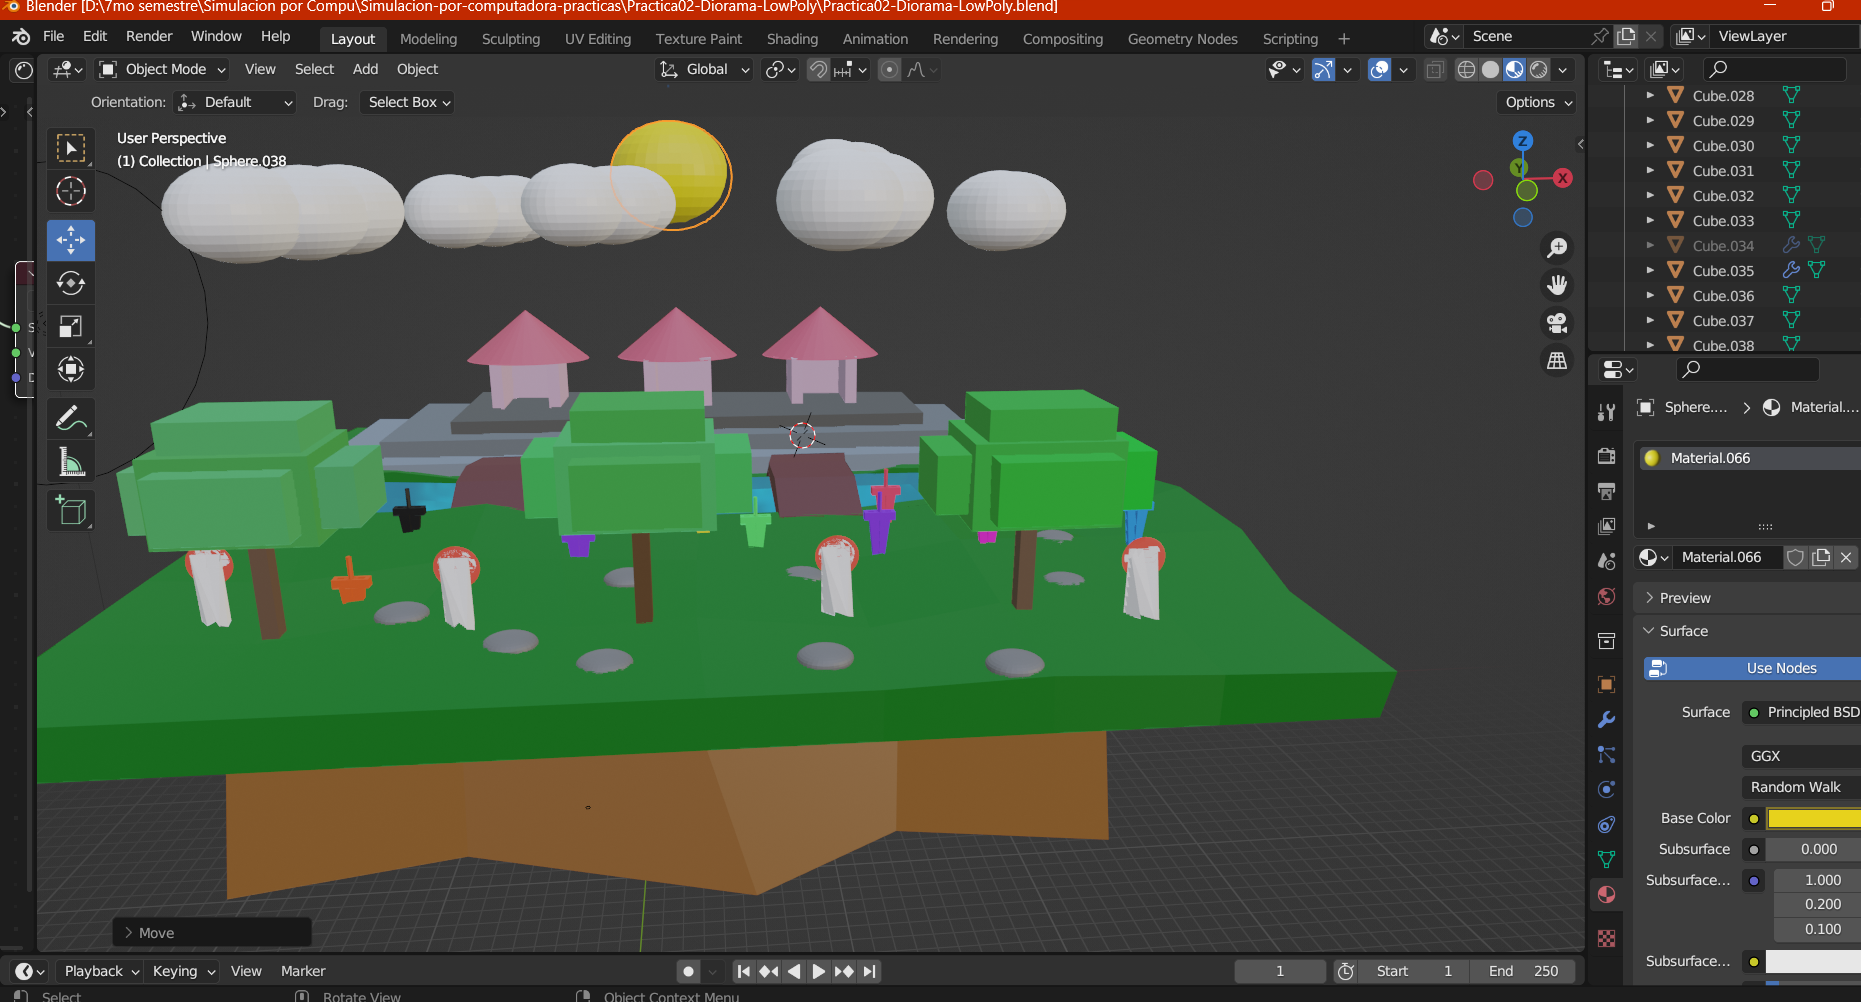 Blender [D:\7mo semestre\Simulacion por Compu\Simulacion-por-computadora-practicas\Practica02-Diorama-LowPoly\Practica02-Diorama-LowPoly.blend]
File Edit Render Window Help Layout Modeling Sculpting UV Editing Texture Paint Shading Animation Rendering Compositing Geometry Nodes Scripting + Scene ViewLayer
Object Mode View Select Add Object Global
Orientation: Default Drag: Select Box Options
User Perspective
(1) Collection | Sphere.038
Z
Y
X
Cube.028
Cube.029
Cube.030
Cube.031
Cube.032
Cube.033
Cube.034
Cube.035
Cube.036
Cube.037
Cube.038
Sphere.... Material....
Material.066
Material.066
Preview
Surface
Use Nodes
Surface Principled BSD
GGX
Random Walk
Base Color
Subsurface 0.000
Subsurface... 1.000
0.200
0.100
Subsurface...
Move
Playback Keying View Marker 1 Start 1 End 250
Select Rotate View Object Context Menu